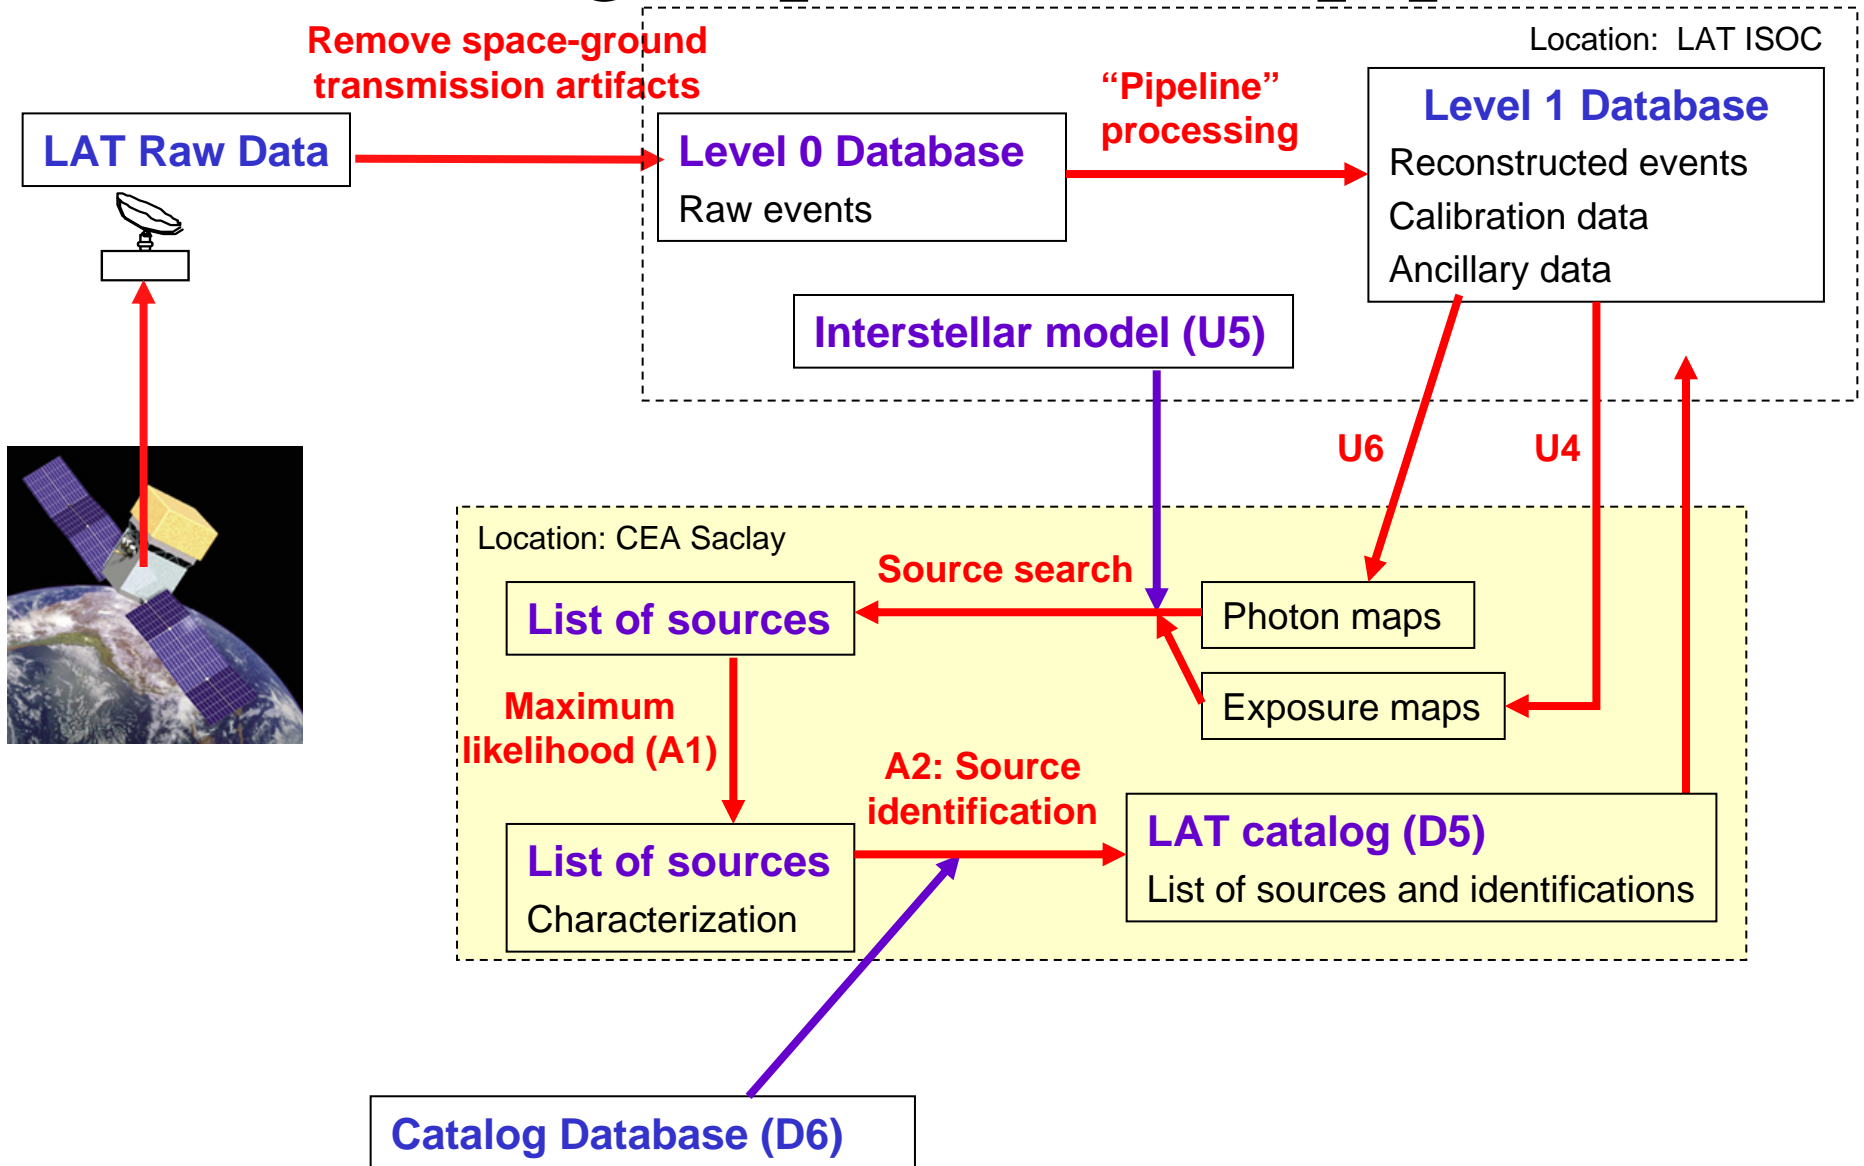 Remove space-ground
transmission artifacts
Location: LAT ISOC
“Pipeline”
processing
LAT Raw Data
Level 0 Database
Raw events
Level 1 Database
Reconstructed events
Calibration data
Ancillary data
Interstellar model (U5)
U6
U4
Location: CEA Saclay
Source search
List of sources
Photon maps
Exposure maps
Maximum
likelihood (A1)
A2: Source
identification
List of sources
Characterization
LAT catalog (D5)
List of sources and identifications
Catalog Database (D6)